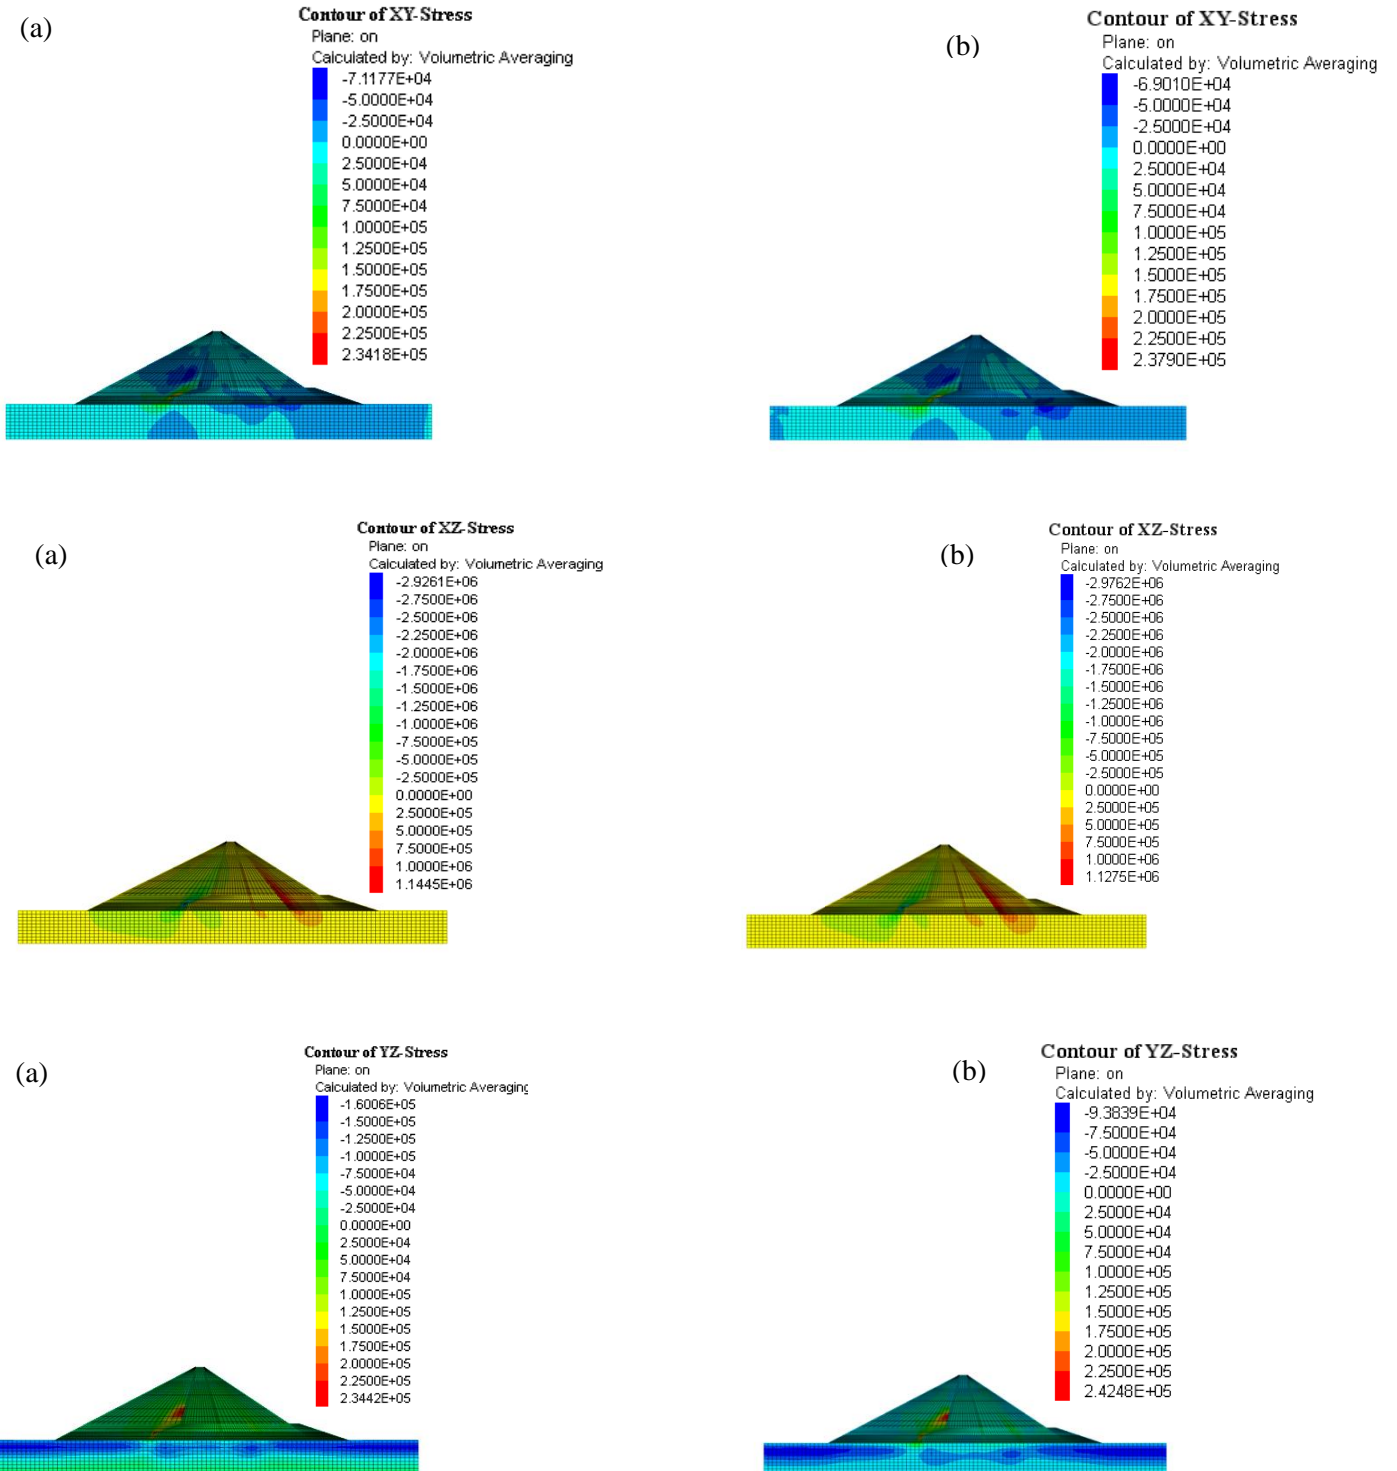 (a)
Contour of XY-Stress
Plane: on
Calculated by: Volumetric Averaging
-7.1177E+04
-5.0000E+04
-2.5000E+04
0.0000E+00
2.5000E+04
5.0000E+04
7.5000E+04
1.0000E+05
1.2500E+05
1.5000E+05
1.7500E+05
2.0000E+05
2.2500E+05
2.3418E+05
(b)
Contour of XY-Stress
Plane: on
Calculated by: Volumetric Averaging
-6.9010E+04
-5.0000E+04
-2.5000E+04
0.0000E+00
2.5000E+04
5.0000E+04
7.5000E+04
1.0000E+05
1.2500E+05
1.5000E+05
1.7500E+05
2.0000E+05
2.2500E+05
2.3790E+05
(a)
Contour of XZ-Stress
Plane: on
Calculated by: Volumetric Averaging
-2.9261E+06
-2.7500E+06
-2.5000E+06
-2.2500E+06
-2.0000E+06
-1.7500E+06
-1.5000E+06
-1.2500E+06
-1.0000E+06
-7.5000E+05
-5.0000E+05
-2.5000E+05
0.0000E+00
2.5000E+05
5.0000E+05
7.5000E+05
1.0000E+06
1.1445E+06
(b)
Contour of XZ-Stress
Plane: on
Calculated by: Volumetric Averaging
-2.9762E+06
-2.7500E+06
-2.5000E+06
-2.2500E+06
-2.0000E+06
-1.7500E+06
-1.5000E+06
-1.2500E+06
-1.0000E+06
-7.5000E+05
-5.0000E+05
-2.5000E+05
0.0000E+00
2.5000E+05
5.0000E+05
7.5000E+05
1.0000E+06
1.1275E+06
(a)
Contour of YZ-Stress
Plane: on
Calculated by: Volumetric Averaging
-1.6006E+05
-1.5000E+05
-1.2500E+05
-1.0000E+05
-7.5000E+04
-5.0000E+04
-2.5000E+04
0.0000E+00
2.5000E+04
5.0000E+04
7.5000E+04
1.0000E+05
1.2500E+05
1.5000E+05
1.7500E+05
2.0000E+05
2.2500E+05
2.3442E+05
(b)
Contour of YZ-Stress
Plane: on
Calculated by: Volumetric Averaging
-9.3839E+04
-7.5000E+04
-5.0000E+04
-2.5000E+04
0.0000E+00
2.5000E+04
5.0000E+04
7.5000E+04
1.0000E+05
1.2500E+05
1.5000E+05
1.7500E+05
2.0000E+05
2.2500E+05
2.4248E+05